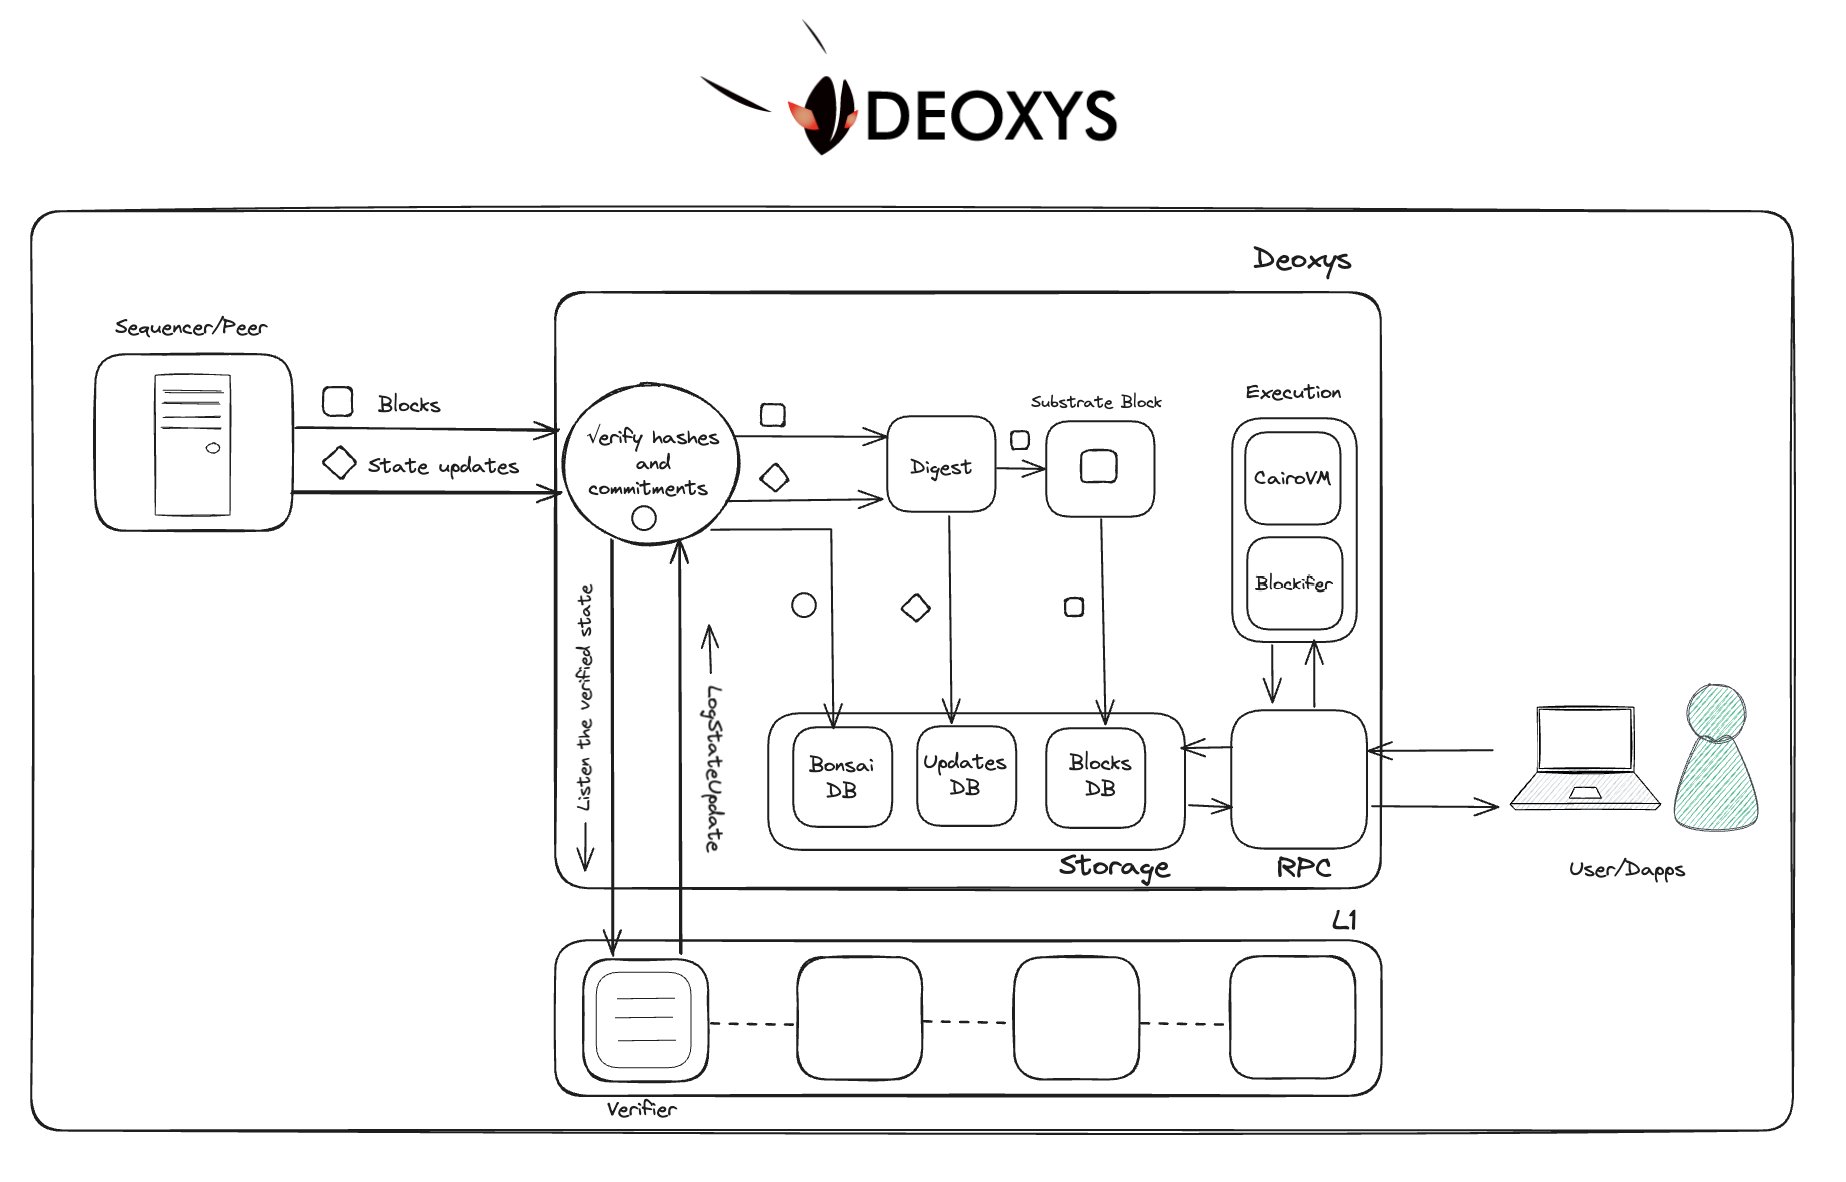 DEOXYS
Deoxys
Sequencer/Peer
Blocks
State updates
Verify hashes
and
commitments
Digest
Substrate Block
Execution
CairoVM
Blockifer
Listen the verified state
LogStateUpdate
Bonsai
DB
Updates
DB
Blocks
DB
Storage
RPC
User/Dapps
L1
Verifier